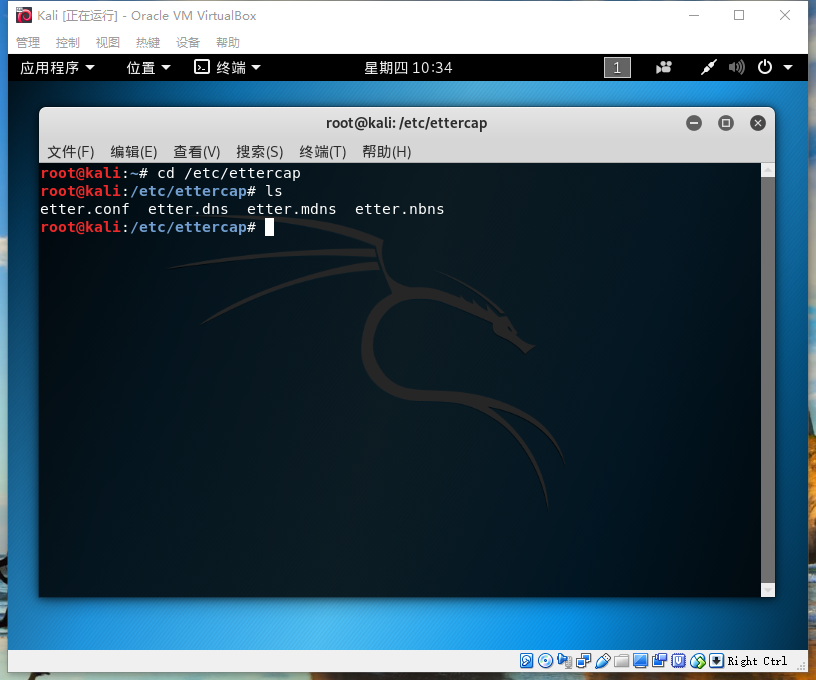 Kali [正在运行] - Oracle VM VirtualBox
管理 控制 视图 热键 设备 帮助
应用程序 位置 终端 星期四 10:34 1
root@kali: /etc/ettercap
文件(F) 编辑(E) 查看(V) 搜索(S) 终端(T) 帮助(H)
root@kali:~# cd /etc/ettercap
root@kali:/etc/ettercap# ls
etter.conf etter.dns etter.mdns etter.nbns
root@kali:/etc/ettercap#
Right Ctrl